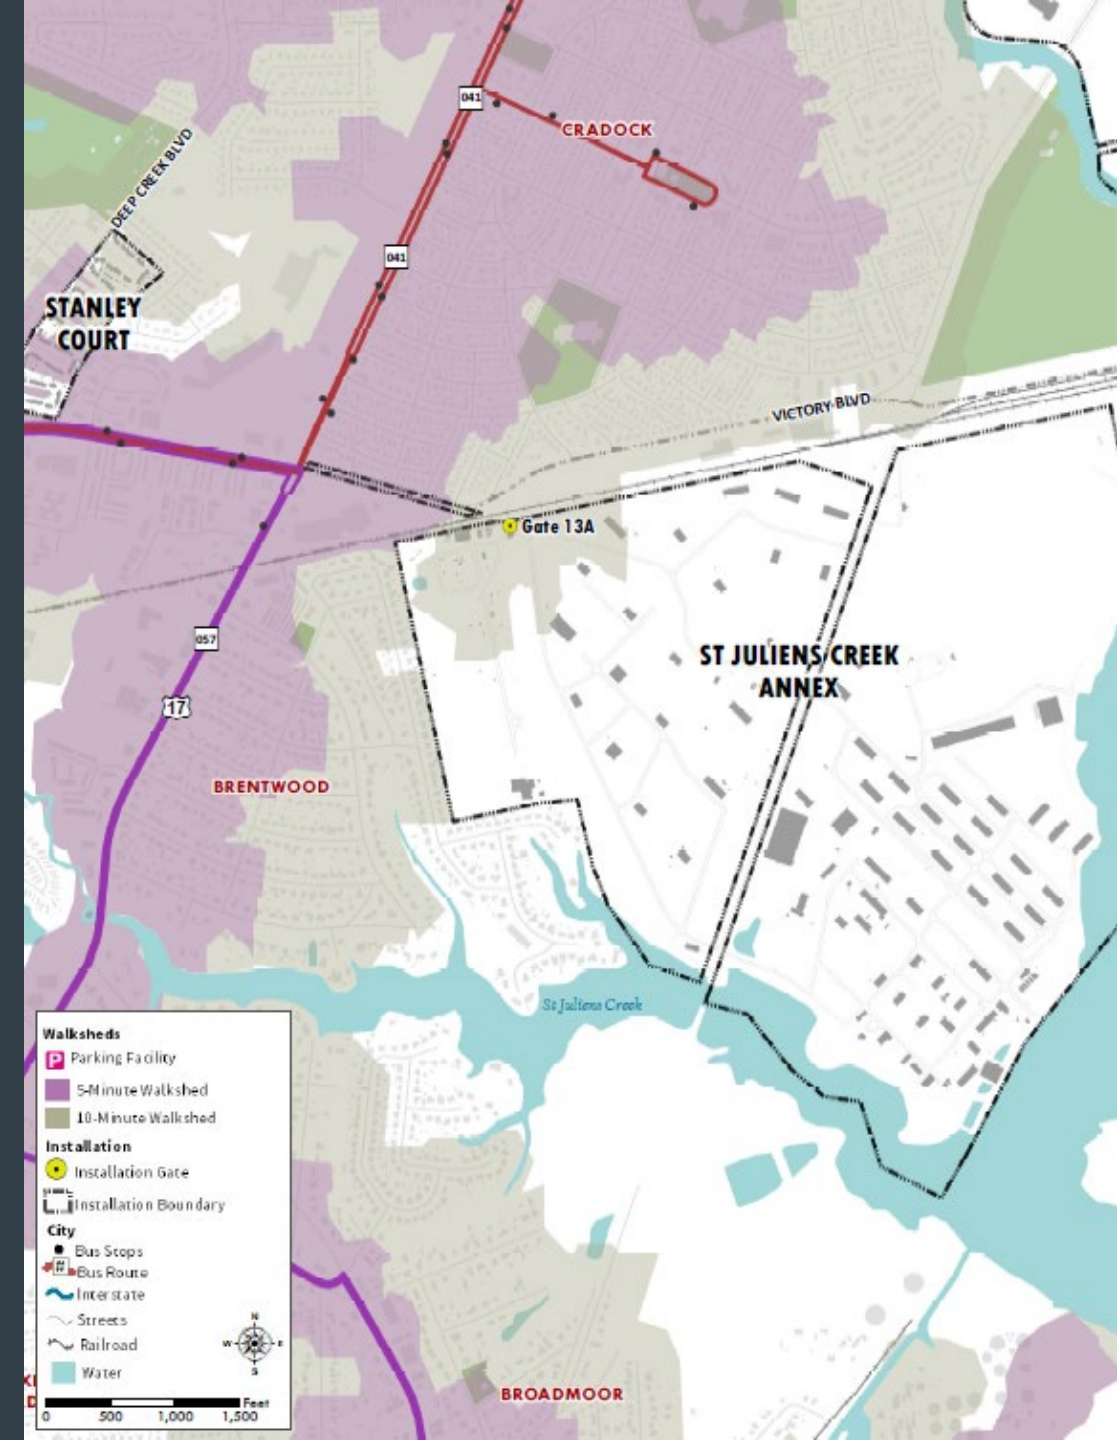 041
CRADOCK
DEEP CREEK BLVD
041
STANLEY
COURT
VICTORY BLVD
Gate 13A
057
ST JULIENS CREEK
ANNEX
17
BRENTWOOD
St Juliens Creek
Walksheds
P Parking Facility
5-Minute Walkshed
10-Minute Walkshed
Installation
Installation Gate
Installation Boundary
City
Bus Stops
# Bus Route
Interstate
Streets
Railroad
Water
N
W E
S
Feet
0 500 1,000 1,500
BROADMOOR